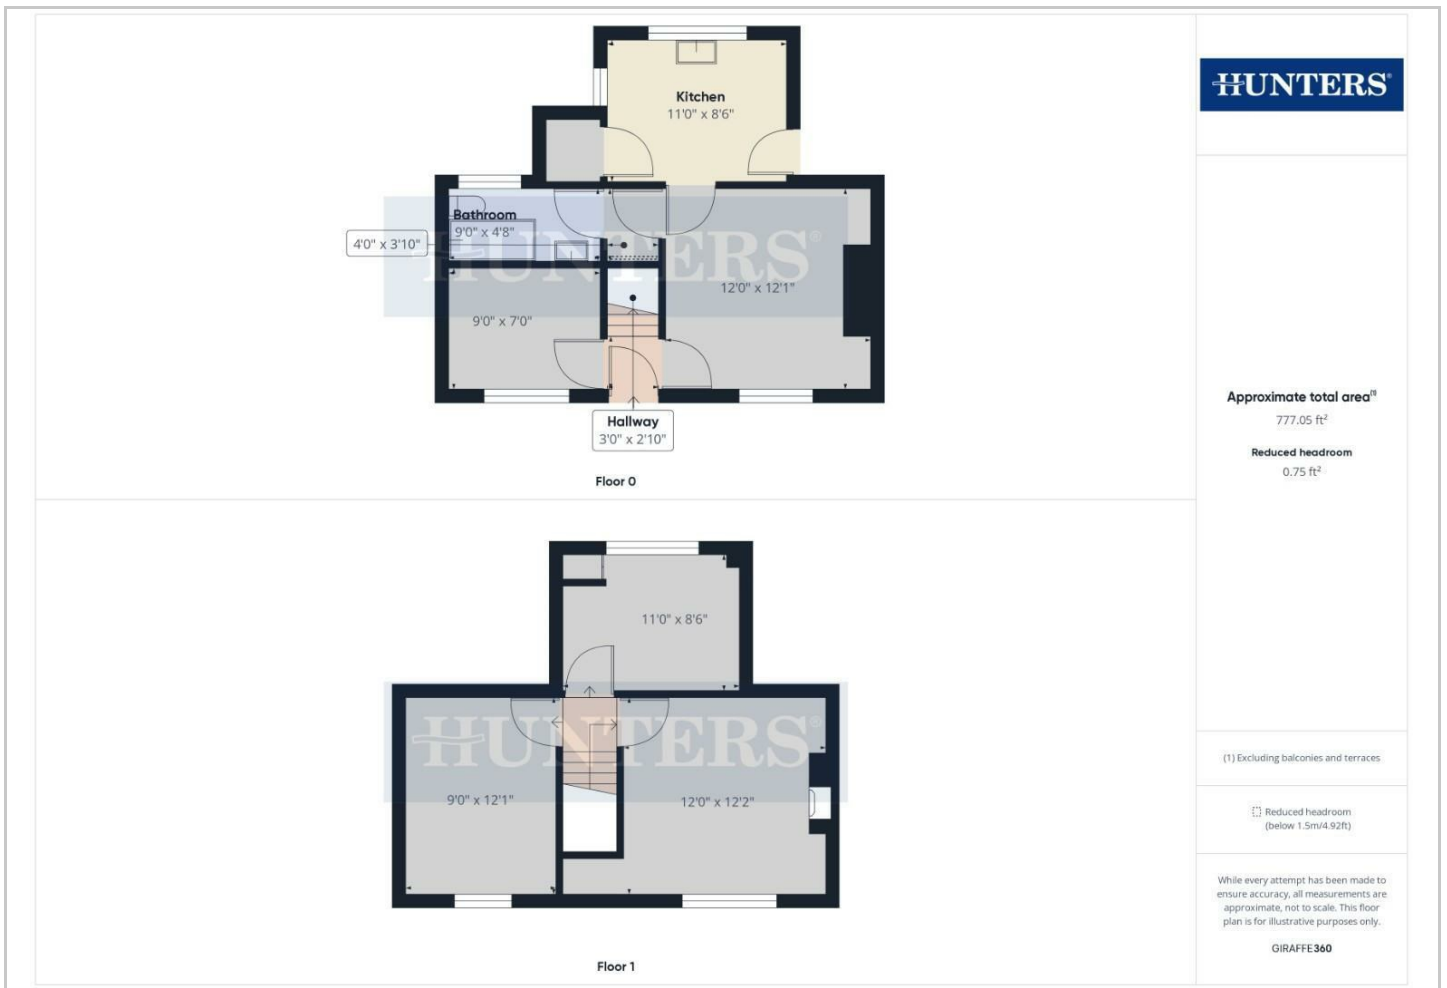 HUNTERS®
Kitchen
11'0" x 8'6"
Bathroom
9'0" x 4'8"
4'0" x 3'10"
HUNTERS®
12'0" x 12'1"
9'0" x 7'0"
Hallway
3'0" x 2'10"
Floor 0
Approximate total area⁽¹⁾
777.05 ft²
Reduced headroom
0.75 ft²
11'0" x 8'6"
HUNTERS®
9'0" x 12'1"
12'0" x 12'2"
Floor 1
(1) Excluding balconies and terraces
Reduced headroom
(below 1.5m/4.92ft)
While every attempt has been made to
ensure accuracy, all measurements are
approximate, not to scale. This floor
plan is for illustrative purposes only.
GIRAFFE360